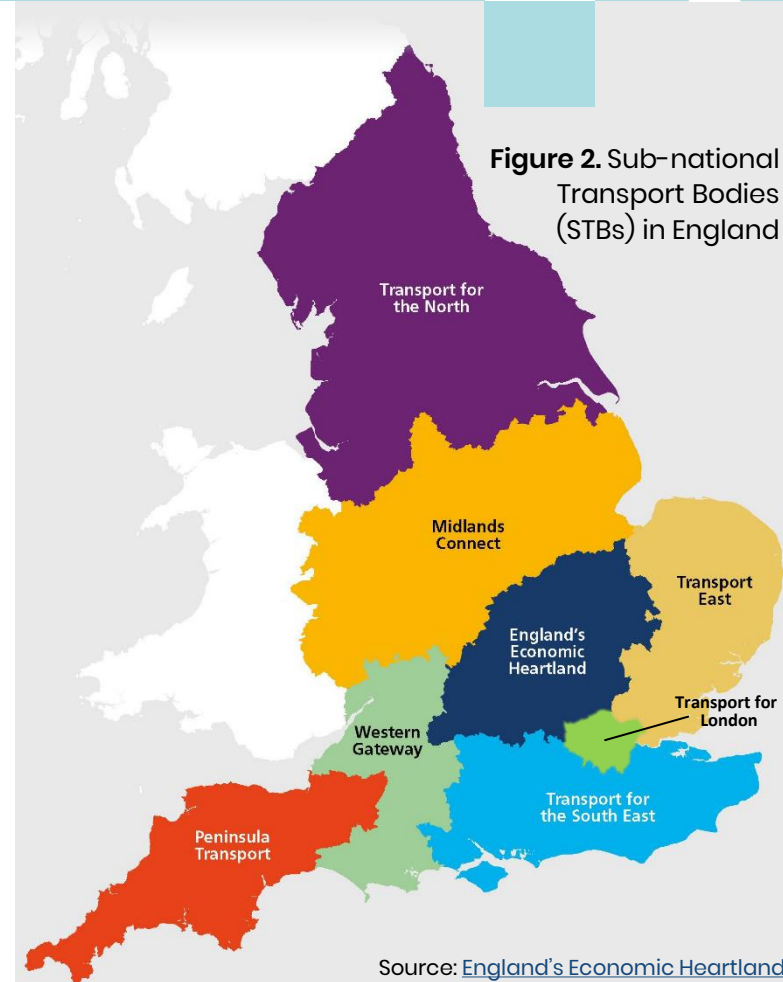 Figure 2. Sub-national
Transport Bodies
(STBs) in England
Transport for
the North
Midlands
Connect
Transport
East
England's
Economic
Heartland
Transport for
London
Western
Gateway
Transport for
the South East
Peninsula
Transport
Source: England's Economic Heartland